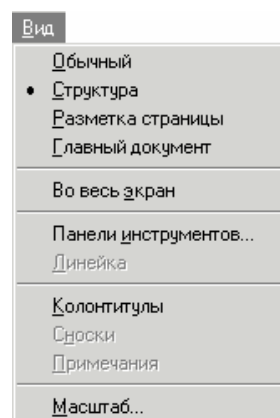 Вид
Обычный
Структура
Разметка страницы
Главный документ
Во весь экран
Панели инструментов...
Линейка
Колонтитулы
Сноски
Примечания
Масштаб...